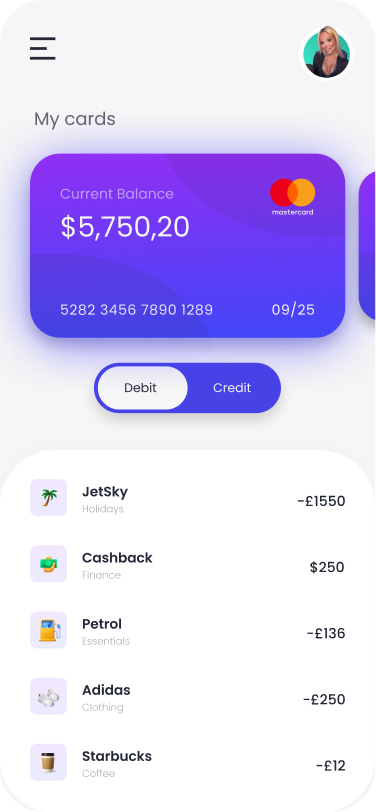 My cards
Current Balance
mastercard
$5,750,20
5282 3456 7890 1289 09/25
Debit Credit
JetSky
Holidays
-£1550
Cashback
Finance
$250
Petrol
Essentials
-£136
Adidas
Clothing
-£250
Starbucks
Coffee
-£12